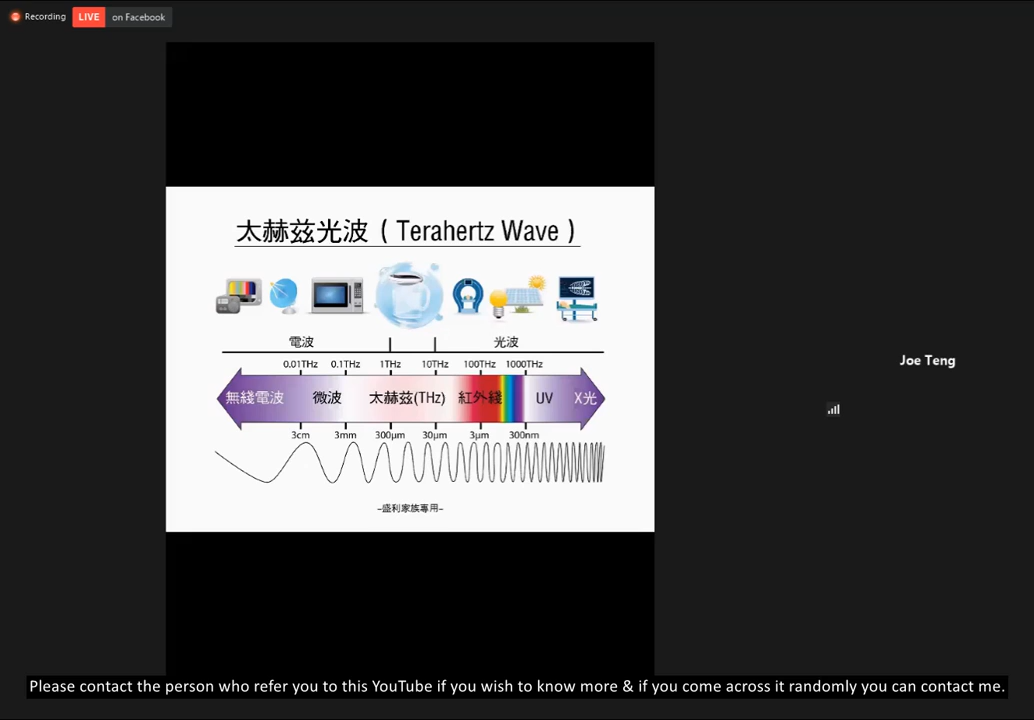 Recording
LIVE on Facebook
太赫茲光波 ( Terahertz Wave )
電波 光波
0.01THz 0.1THz 1THz 10THz 100THz 1000THz
無綫電波 微波 太赫茲(THz) 紅外綫 UV X光
3cm 3mm 300μm 30μm 3μm 300nm
~盛利家族專用~
Joe Teng
Please contact the person who refer you to this YouTube if you wish to know more & if you come across it randomly you can contact me.